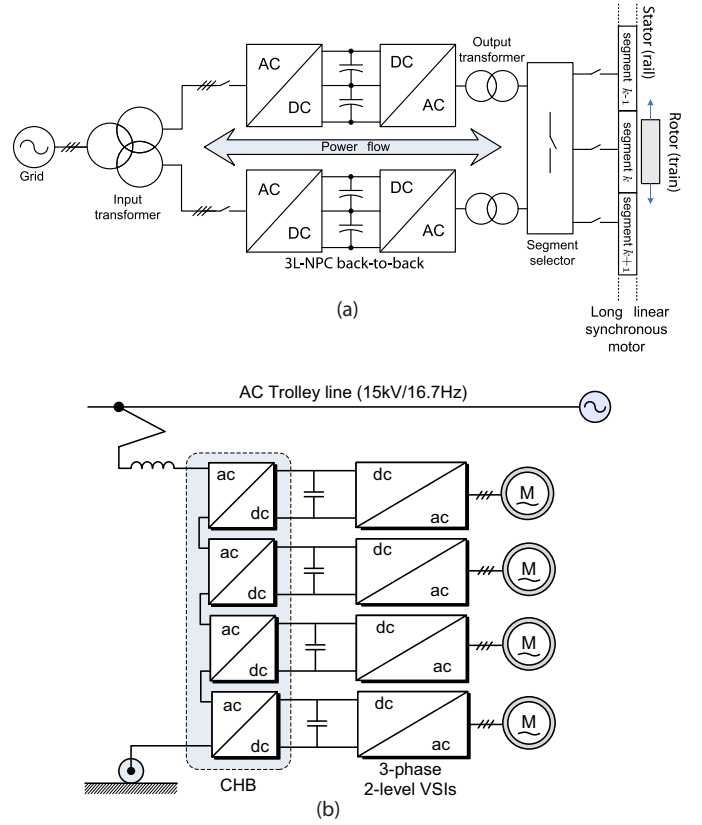 AC
DC
DC
AC
Output
transformer
Stator (rail)
segment k-1
segment k
segment k+1
Rotor (train)
Grid
Input
transformer
Power flow
AC
DC
DC
AC
3L-NPC back-to-back
Segment
selector
Long linear
synchronous
motor
(a)
AC Trolley line (15kV/16.7Hz)
ac
dc
dc
ac
M
ac
dc
dc
ac
M
ac
dc
dc
ac
M
ac
dc
dc
ac
M
CHB
3-phase
2-level VSIs
(b)